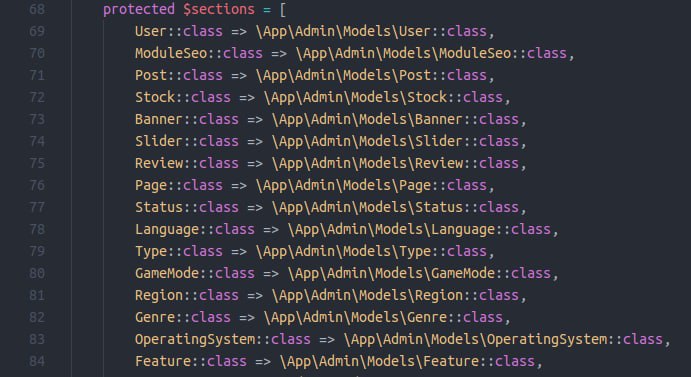 68 protected $sections = [
69 User::class => \App\Admin\Models\User::class,
70 ModuleSeo::class => \App\Admin\Models\ModuleSeo::class,
71 Post::class => \App\Admin\Models\Post::class,
72 Stock::class => \App\Admin\Models\Stock::class,
73 Banner::class => \App\Admin\Models\Banner::class,
74 Slider::class => \App\Admin\Models\Slider::class,
75 Review::class => \App\Admin\Models\Review::class,
76 Page::class => \App\Admin\Models\Page::class,
77 Status::class => \App\Admin\Models\Status::class,
78 Language::class => \App\Admin\Models\Language::class,
79 Type::class => \App\Admin\Models\Type::class,
80 GameMode::class => \App\Admin\Models\GameMode::class,
81 Region::class => \App\Admin\Models\Region::class,
82 Genre::class => \App\Admin\Models\Genre::class,
83 OperatingSystem::class => \App\Admin\Models\OperatingSystem::class,
84 Feature::class => \App\Admin\Models\Feature::class,